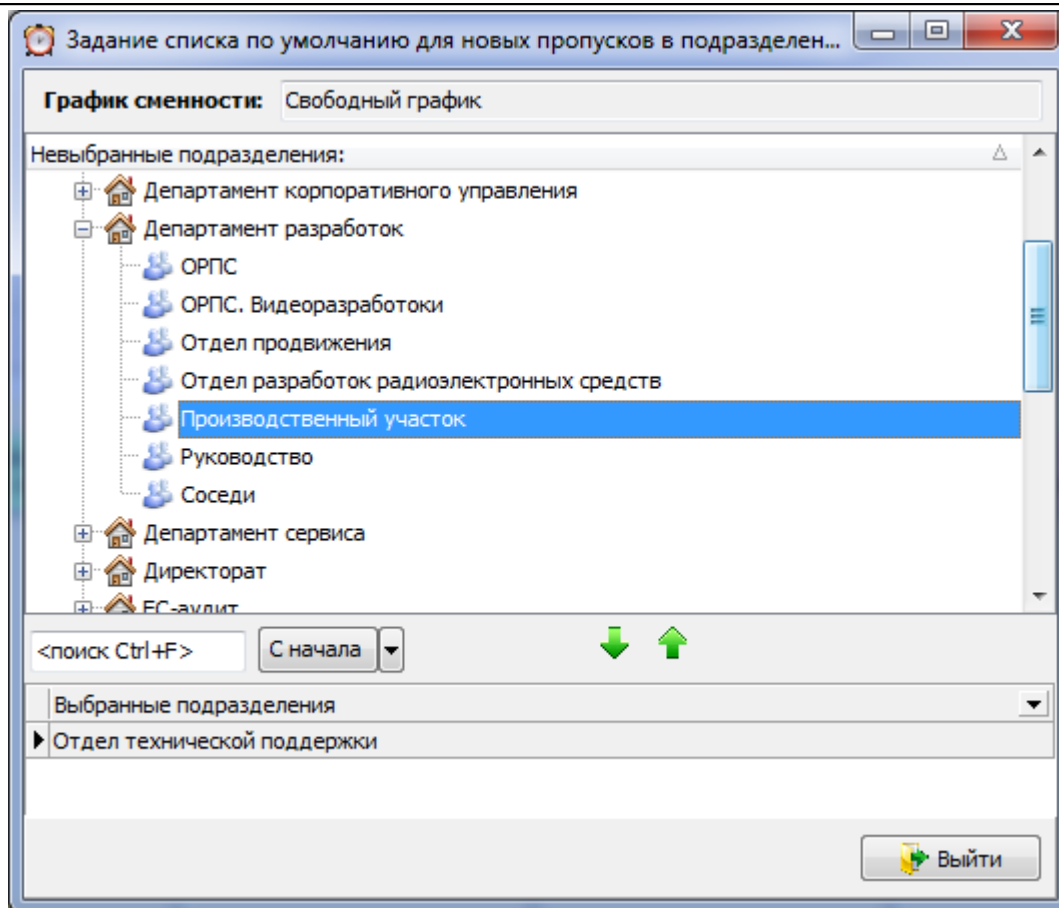 Задание списка по умолчанию для новых пропусков в подразделен...
График сменности: Свободный график
Невыбранные подразделения:
Департамент корпоративного управления
Департамент разработок
ОРПС
ОРПС. Видеоразработоки
Отдел продвижения
Отдел разработок радиоэлектронных средств
Производственный участок
Руководство
Соседи
Департамент сервиса
Директорат
ЕС-аудит
<поиск Ctrl+F> С начала
Выбранные подразделения
Отдел технической поддержки
Выйти